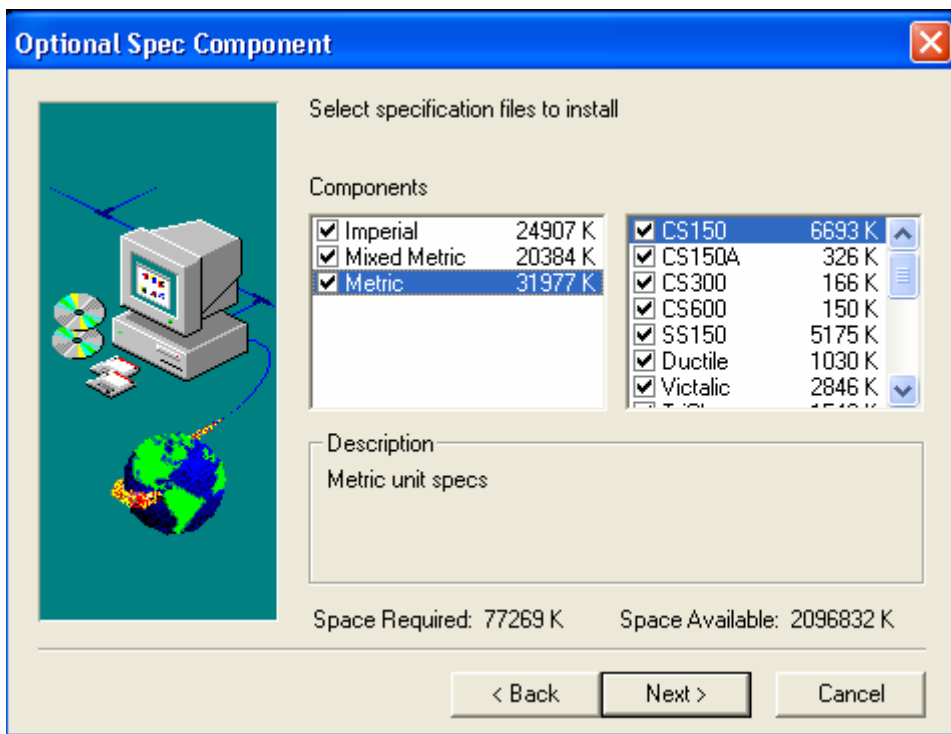 Optional Spec Component
Select specification files to install
Components
Imperial 24907 K
Mixed Metric 20384 K
Metric 31977 K
CS150 6693 K
CS150A 326 K
CS300 166 K
CS600 150 K
SS150 5175 K
Ductile 1030 K
Victalic 2846 K
Description
Metric unit specs
Space Required: 77269 K Space Available: 2096832 K
< Back Next > Cancel